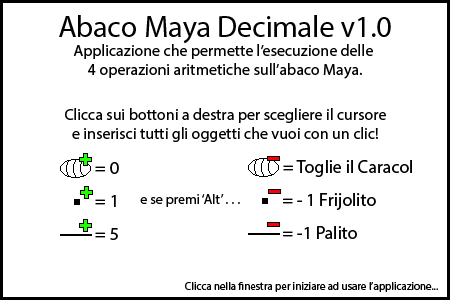 Abaco Maya Decimale v1.0
Applicazione che permette l'esecuzione delle
4 operazioni aritmetiche sull'abaco Maya.
Clicca sui bottoni a destra per scegliere il cursore
e inserisci tutti gli oggetti che vuoi con un clic!
= 0
= Toglie il Caracol
= 1
e se premi 'Alt' . . .
= - 1 Frijolito
= 5
= -1 Palito
Clicca nella finestra per iniziare ad usare l'applicazione...